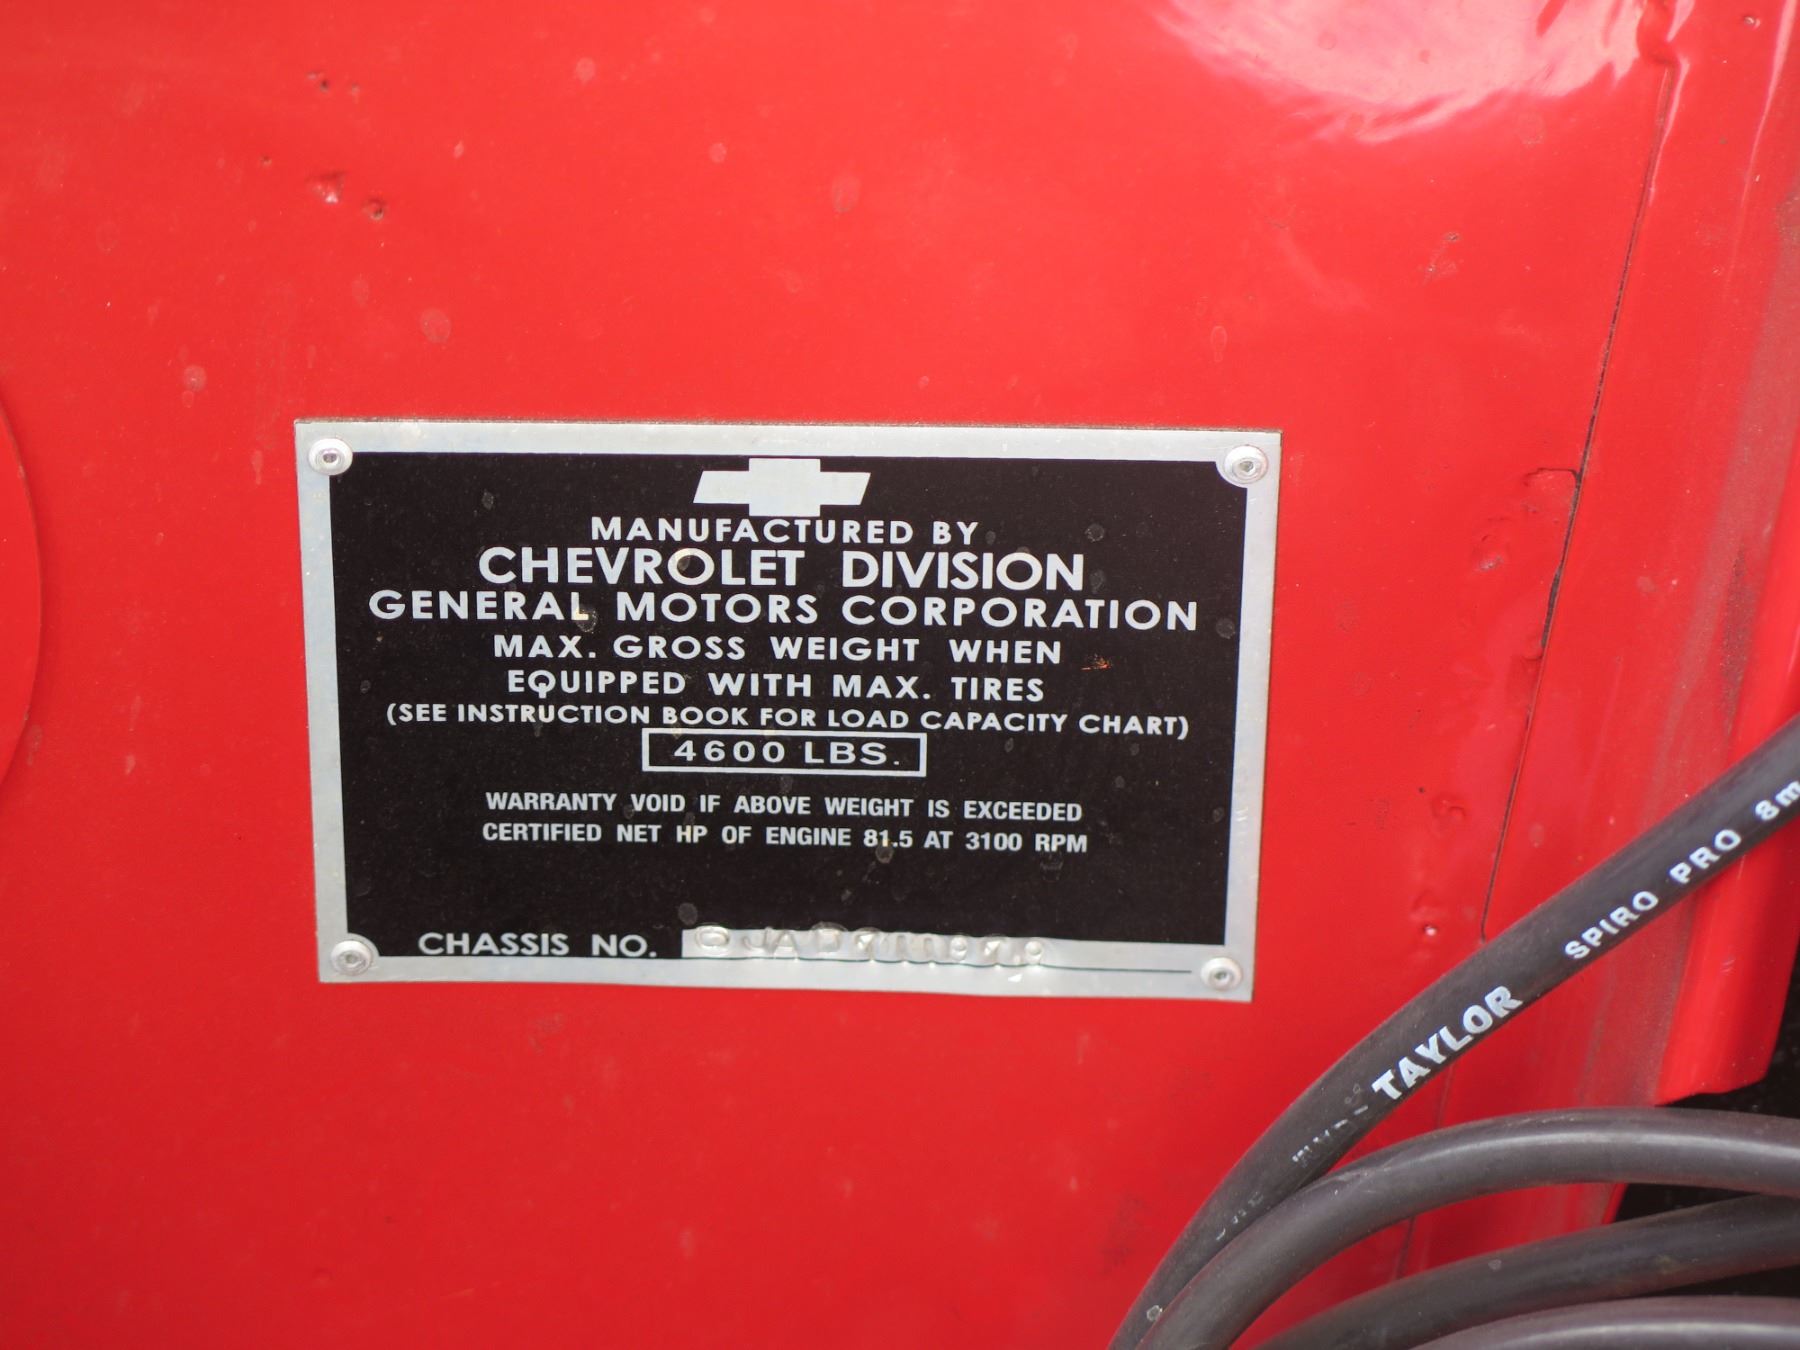 MANUFACTURED BY
CHEVROLET DIVISION
GENERAL MOTORS CORPORATION
MAX. GROSS WEIGHT WHEN
EQUIPPED WITH MAX. TIRES
(SEE INSTRUCTION BOOK FOR LOAD CAPACITY CHART)
4600 LBS.
WARRANTY VOID IF ABOVE WEIGHT IS EXCEEDED
CERTIFIED NET HP OF ENGINE 81.5 AT 3100 RPM
CHASSIS NO.
TAYLOR SPIRO PRO 8m